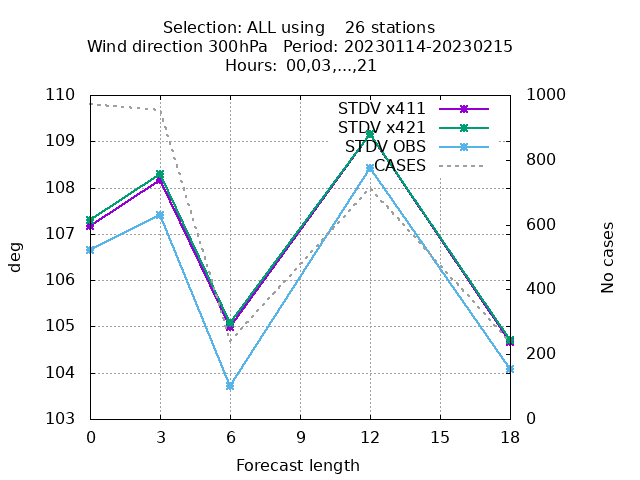 Selection: ALL using    26 stations
Wind direction 300hPa   Period: 20230114-20230215
Hours: 00,03,...,21
STDV x411
STDV x421
STDV OBS
CASES
110
109
108
107
106
105
104
103
1000
800
600
400
200
0
deg
No cases
0 3 6 9 12 15 18
Forecast length